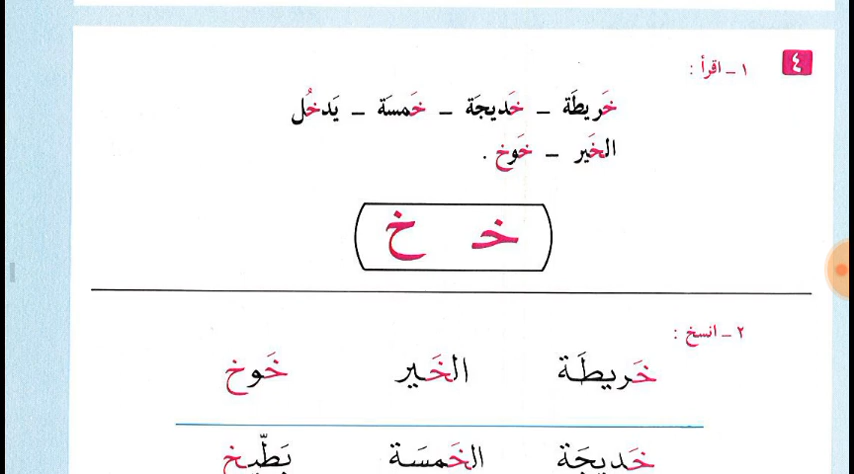 ٤
١ - اقرأ :
خَريطَة - خَديجَة - خَمسَة - يَدخُل
الخَير - خَوخ .
خـ خ
٢ - انسخ :
خَريطَة الخَير خَوخ
خَديجَة الخَمسَة بَطّيخ